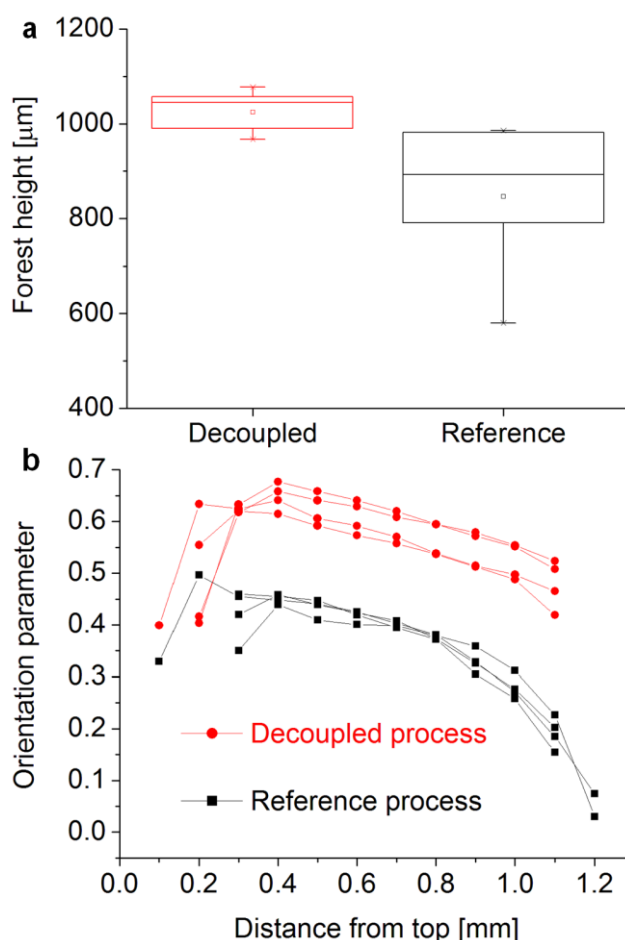 a
1200
1000
800
600
400
Forest height [µm]
Decoupled Reference
b
0.7
0.6
0.5
0.4
0.3
0.2
0.1
0.0
Orientation parameter
Decoupled process
Reference process
0.0 0.2 0.4 0.6 0.8 1.0 1.2
Distance from top [mm]